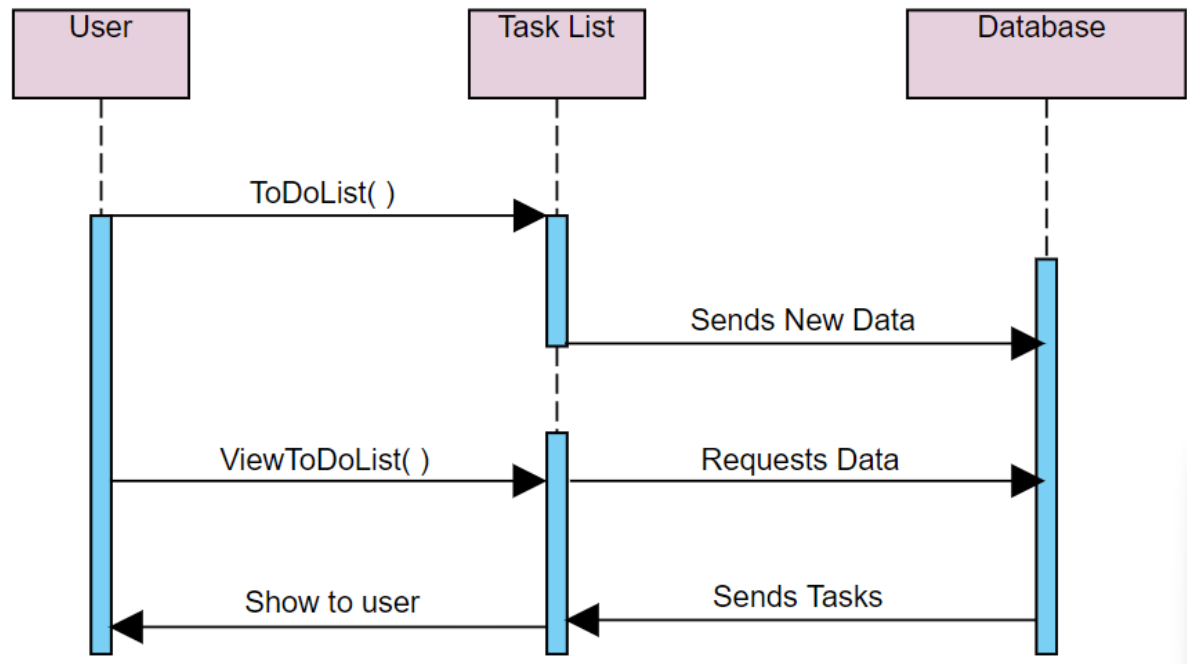 User
Task List
Database
ToDoList( )
Sends New Data
ViewToDoList( )
Requests Data
Sends Tasks
Show to user